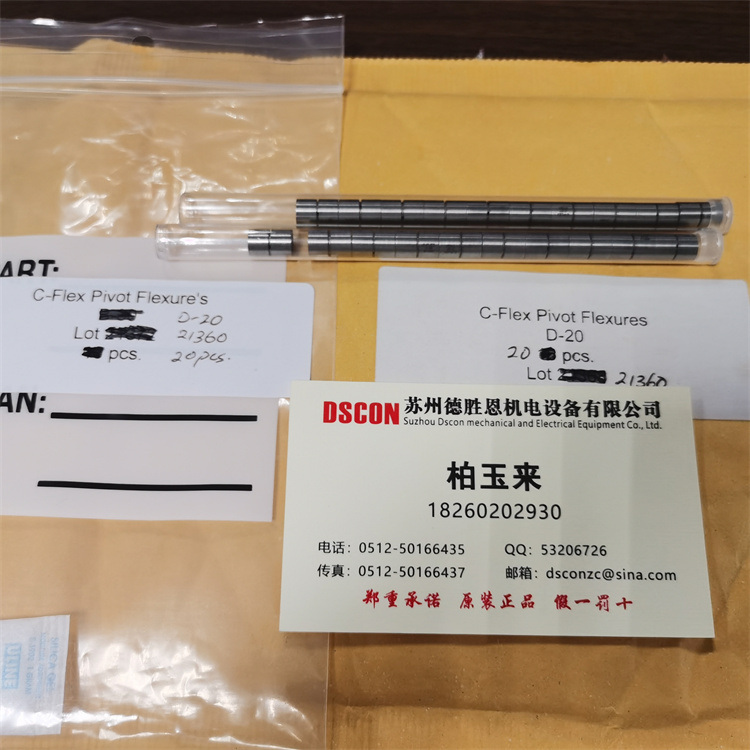 ART:
C-Flex Pivot Flexure's
D-20
Lot 21360
pcs. 20pcs.
AN:
C-Flex Pivot Flexures
D-20
20 pcs.
Lot 21360
DSCON 苏州德胜恩机电设备有限公司
Suzhou Dscon mechanical and Electrical Equipment Co., Ltd.
柏玉来
18260202930
电话：0512-50166435 QQ：53206726
传真：0512-50166437 邮箱：dsconzc@sina.com
郑重承诺 原装正品 假一罚十